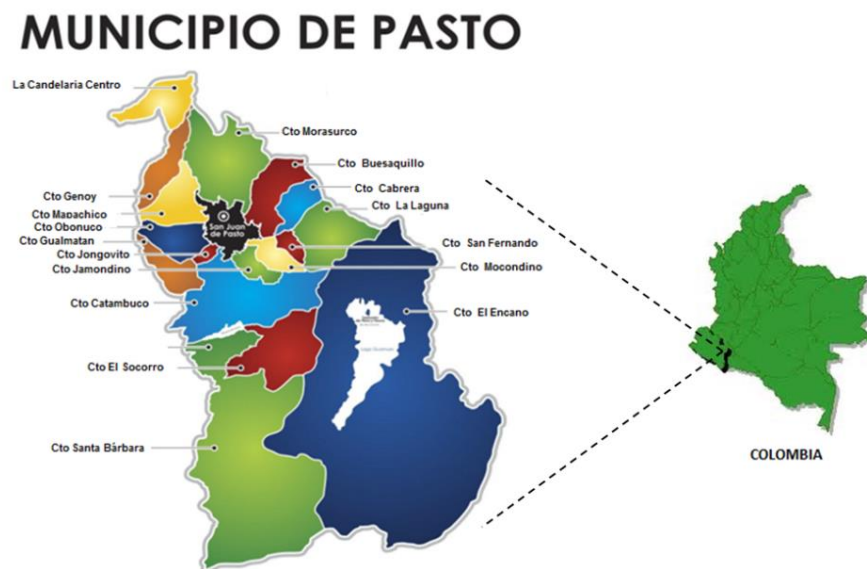 MUNICIPIO DE PASTO
La Candelaria Centro
Cto Morasurco
Cto Buesaquillo
Cto Cabrera
Cto La Laguna
Cto Genoy
Cto Mapachico
Cto Obonuco
Cto Gualmatan
Cto Jongovito
Cto Jamondino
San Juan
de Pasto
Cto San Fernando
Cto Mocondino
Cto Catambuco
Cto El Encano
Cto El Socorro
Cto Santa Bàrbara
COLOMBIA